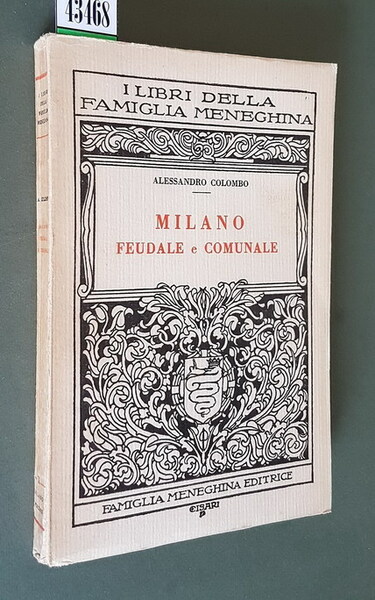 43468
I LIBRI DELLA
FAMIGLIA MENEGHINA
ALESSANDRO COLOMBO
MILANO
FEUDALE e COMUNALE
FAMIGLIA MENEGHINA EDITRICE
CISARI